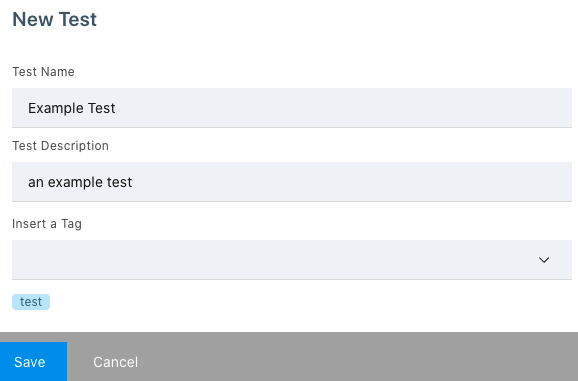 New Test
Test Name
Example Test
Test Description
an example test
Insert a Tag
test
Save Cancel